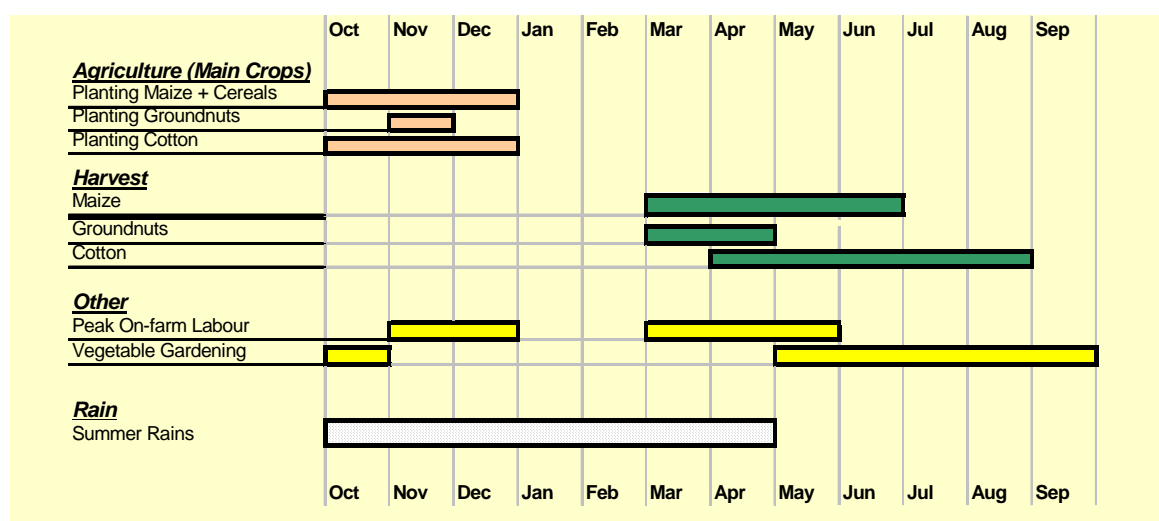 Oct Nov Dec Jan Feb Mar Apr May Jun Jul Aug Sep
Agriculture (Main Crops)
Planting Maize + Cereals
Planting Groundnuts
Planting Cotton
Harvest
Maize
Groundnuts
Cotton
Other
Peak On-farm Labour
Vegetable Gardening
Rain
Summer Rains
Oct Nov Dec Jan Feb Mar Apr May Jun Jul Aug Sep